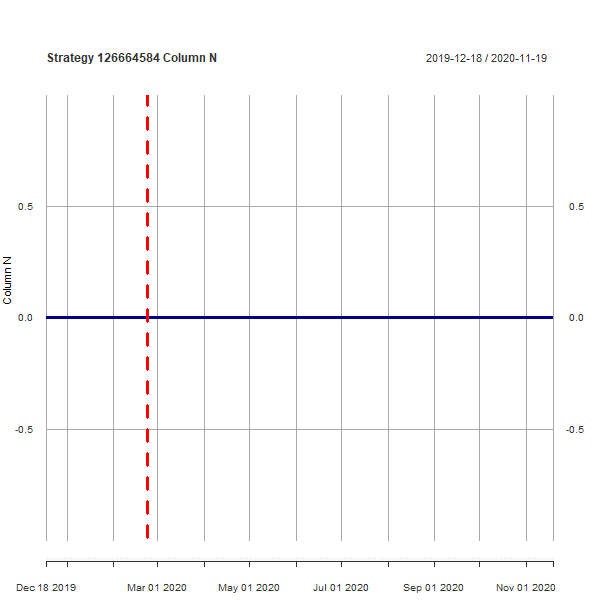 Strategy 126664584 Column N
2019-12-18 / 2020-11-19
0.5
0.5
Column N
0.0
0.0
-0.5
-0.5
Dec 18 2019
Mar 01 2020
May 01 2020
Jul 01 2020
Sep 01 2020
Nov 01 2020